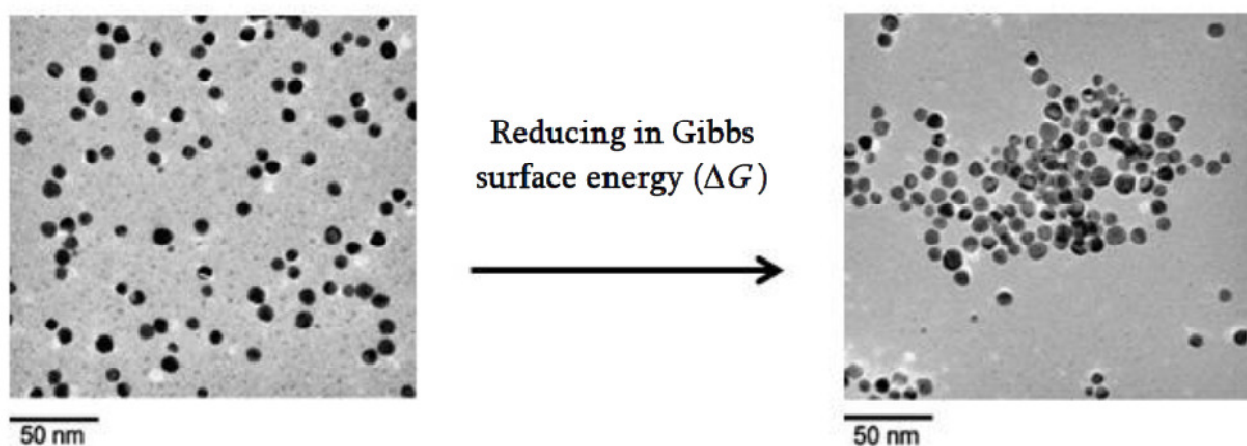 Reducing in Gibbs
surface energy (ΔG)
50 nm
50 nm